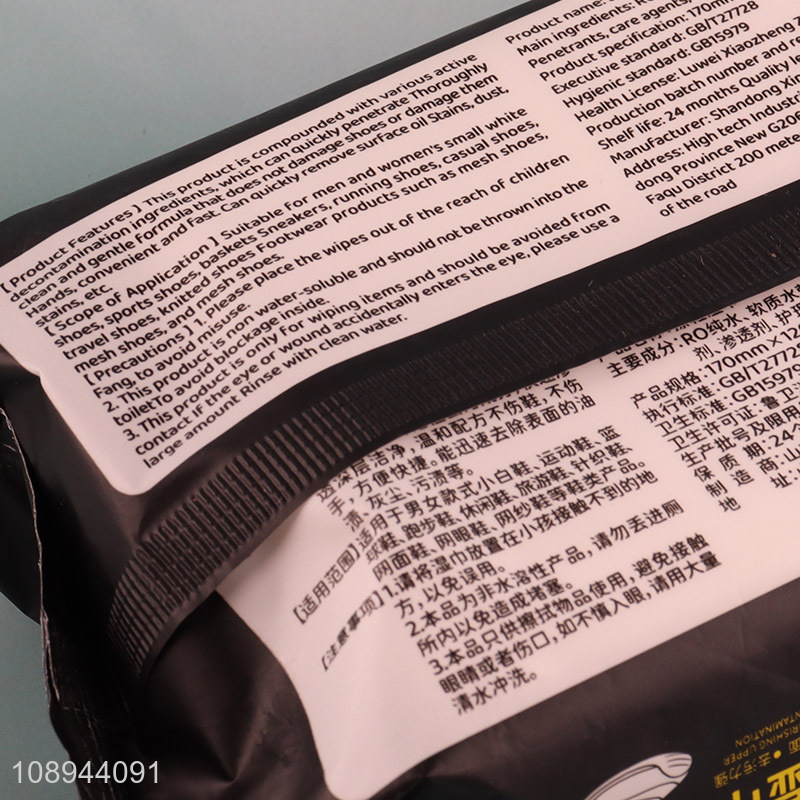 [ Product Features ] This product is compounded with various active
decontamination ingredients, which can quickly penetrate Thoroughly
clean and gentle formula that does not damage shoes or damage them
Hands, convenient and fast. Can quickly remove surface oil Stains, dust,
stains, etc
[ Scope of Application ] Suitable for men and women's small white
shoes, sports shoes, baskets Sneakers, running shoes, casual shoes,
travel shoes, knitted shoes Footwear products such as mesh shoes,
mesh shoes, and mesh shoes.
[ Precautions ] 1. Please place the wipes out of the reach of children
Fang, to avoid misuse.
2. This product is non water-soluble and should not be thrown into the
toiletTo avoid blockage inside.
3. This product is only for wiping items and should be avoided from
contact If the eye or wound accidentally enters the eye, Please use a
large amount Rinse with clean water.
Product name:
Main ingredients:
Penetrants, care agents,
Product specification: 170mm
Executive standard: GB/T27728
Hygienic standard: GB15979
Health License: Luwei Xiaozheng
Production batch number and
Shelf life: 24 months Quality
Manufacturer: Shandong
Address: High tech
dong Province New
Faqu District 200
of the road
透深层洁净,温和配方不伤鞋,不伤
手,方便快捷。能迅速去除表面的油
渍,灰尘、污渍等。
[适用范围]适用于男女款式小白鞋、运动鞋、篮
球鞋、跑步鞋、休闲鞋、旅游鞋、针织鞋、
网面鞋、网眼鞋、网纱鞋等鞋类产品。
[注意事项]1.请将湿巾放置在小孩接触不到的地
方,以免误用。
2.本品为非水溶性产品,请勿丢进厕
所内以免造成堵塞。
3.本品只供擦拭物品使用,避免接触
眼睛或者伤口,如不慎入眼,请用大量
清水冲洗。
主要成分:RO纯水、软质水
剂、渗透剂、护理
产品规格:170mm×
执行标准:GB/T27728
卫生标准:GB15979
卫生许可证:鲁卫
生产批号及限用
保质期:24个
制造商:山
地
UPPER
108944091